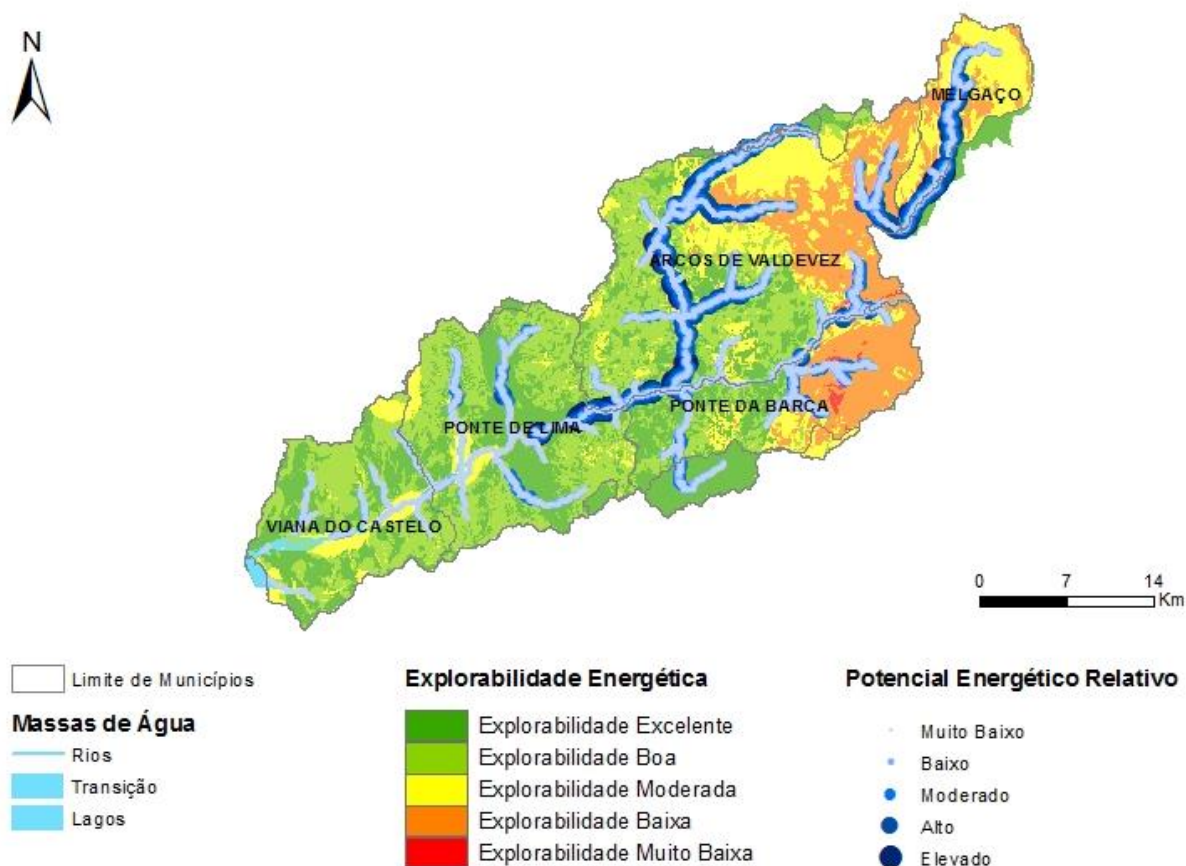 N
MELGAÇO
ARCOS DE VALDEVEZ
PONTE DA BARCA
PONTE DE LIMA
VIANA DO CASTELO
0 7 14
Km
Limite de Municípios
Massas de Água
Rios
Transição
Lagos
Explorabilidade Energética
Explorabilidade Excelente
Explorabilidade Boa
Explorabilidade Moderada
Explorabilidade Baixa
Explorabilidade Muito Baixa
Potencial Energético Relativo
Muito Baixo
Baixo
Moderado
Alto
Elevado